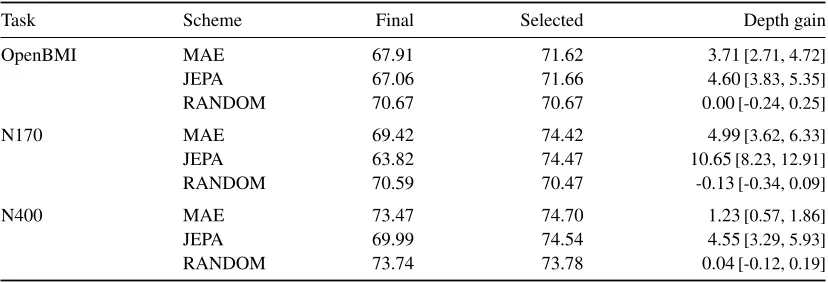 Task Scheme Final Selected Depth gain
OpenBMI MAE 67.91 71.62 3.71 [2.71, 4.72]
JEPA 67.06 71.66 4.60 [3.83, 5.35]
RANDOM 70.67 70.67 0.00 [-0.24, 0.25]
N170 MAE 69.42 74.42 4.99 [3.62, 6.33]
JEPA 63.82 74.47 10.65 [8.23, 12.91]
RANDOM 70.59 70.47 -0.13 [-0.34, 0.09]
N400 MAE 73.47 74.70 1.23 [0.57, 1.86]
JEPA 69.99 74.54 4.55 [3.29, 5.93]
RANDOM 73.74 73.78 0.04 [-0.12, 0.19]